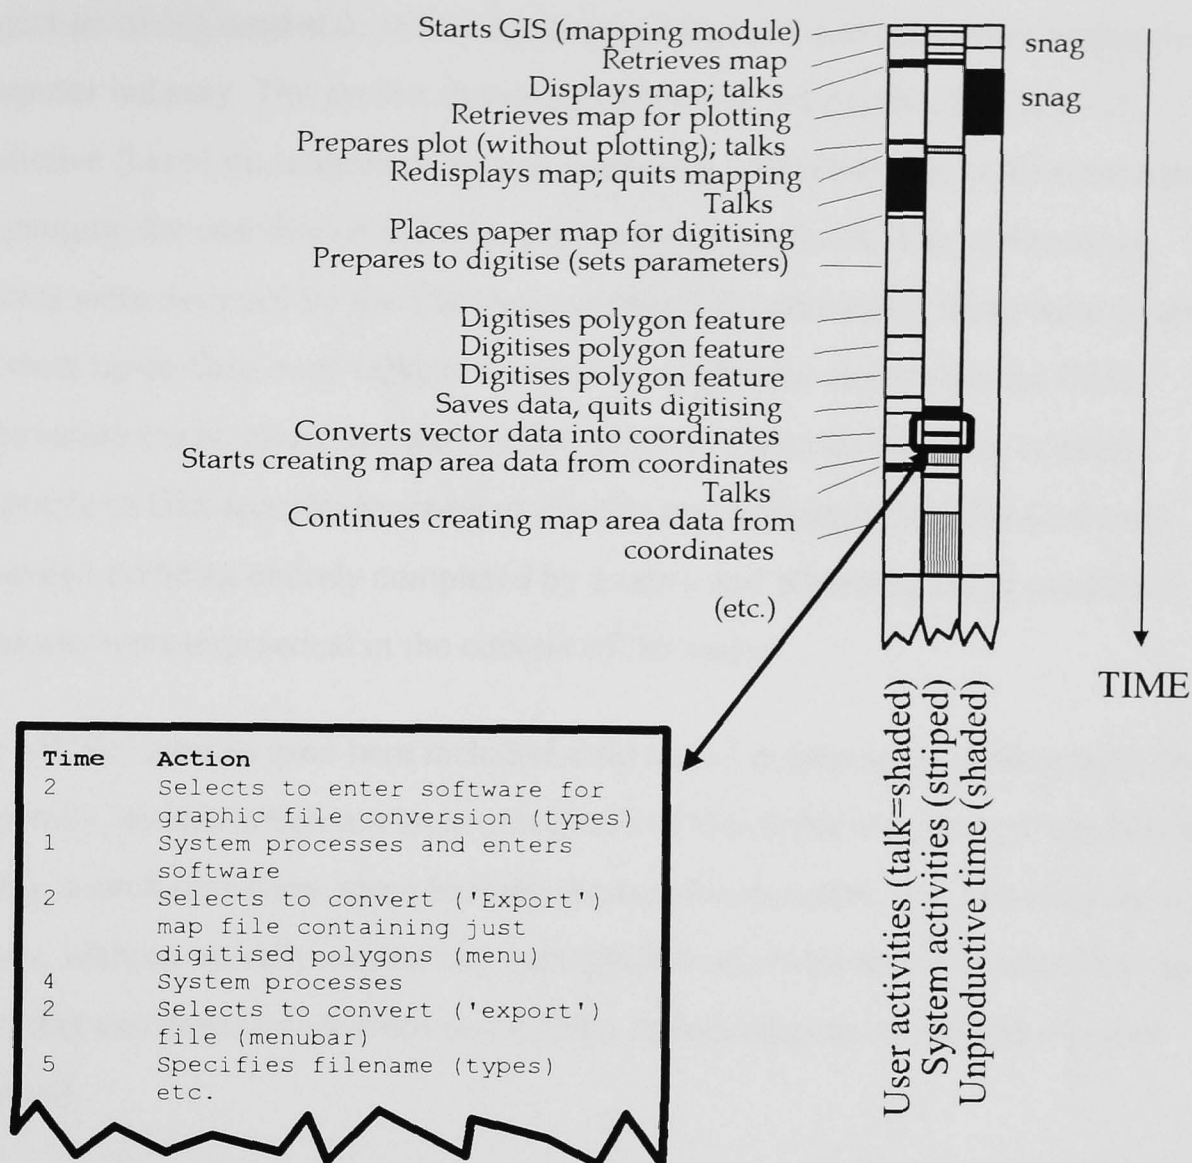 Starts GIS (mapping module)
snag
Retrieves map
Displays map; talks
snag
Retrieves map for plotting
Prepares plot (without plotting); talks
Redisplays map; quits mapping
Talks
Places paper map for digitising
Prepares to digitise (sets parameters)
Digitises polygon feature
Digitises polygon feature
Digitises polygon feature
Saves data, quits digitising
Converts vector data into coordinates
Starts creating map area data from coordinates
Talks
Continues creating map area data from
coordinates
(etc.)
TIME
User activities (talk=shaded)
System activities (striped)
Unproductive time (shaded)
Time Action
2 Selects to enter software for
graphic file conversion (types)
1 System processes and enters
software
2 Selects to convert ('Export')
map file containing just
digitised polygons (menu)
4 System processes
2 Selects to convert ('export')
file (menubar)
5 Specifies filename (types)
etc.